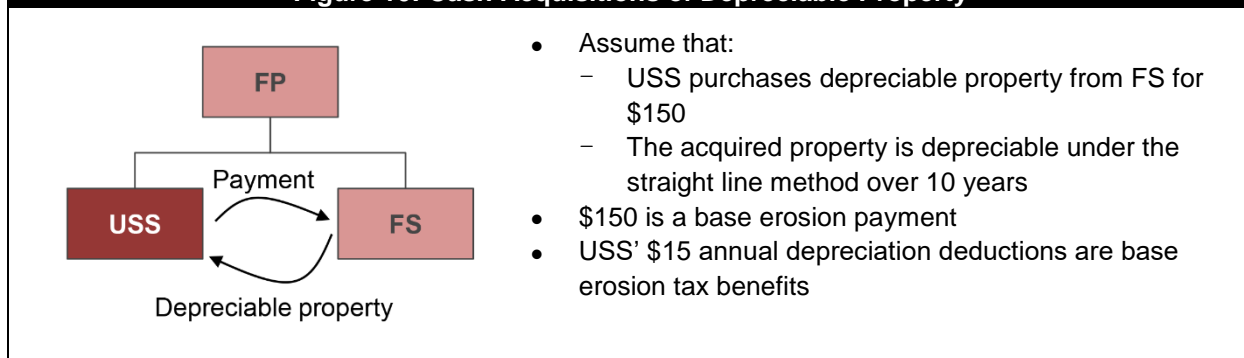 FP
Payment
USS
FS
Depreciable property
• Assume that:
− USS purchases depreciable property from FS for
$150
− The acquired property is depreciable under the
straight line method over 10 years
• $150 is a base erosion payment
• USS' $15 annual depreciation deductions are base
erosion tax benefits